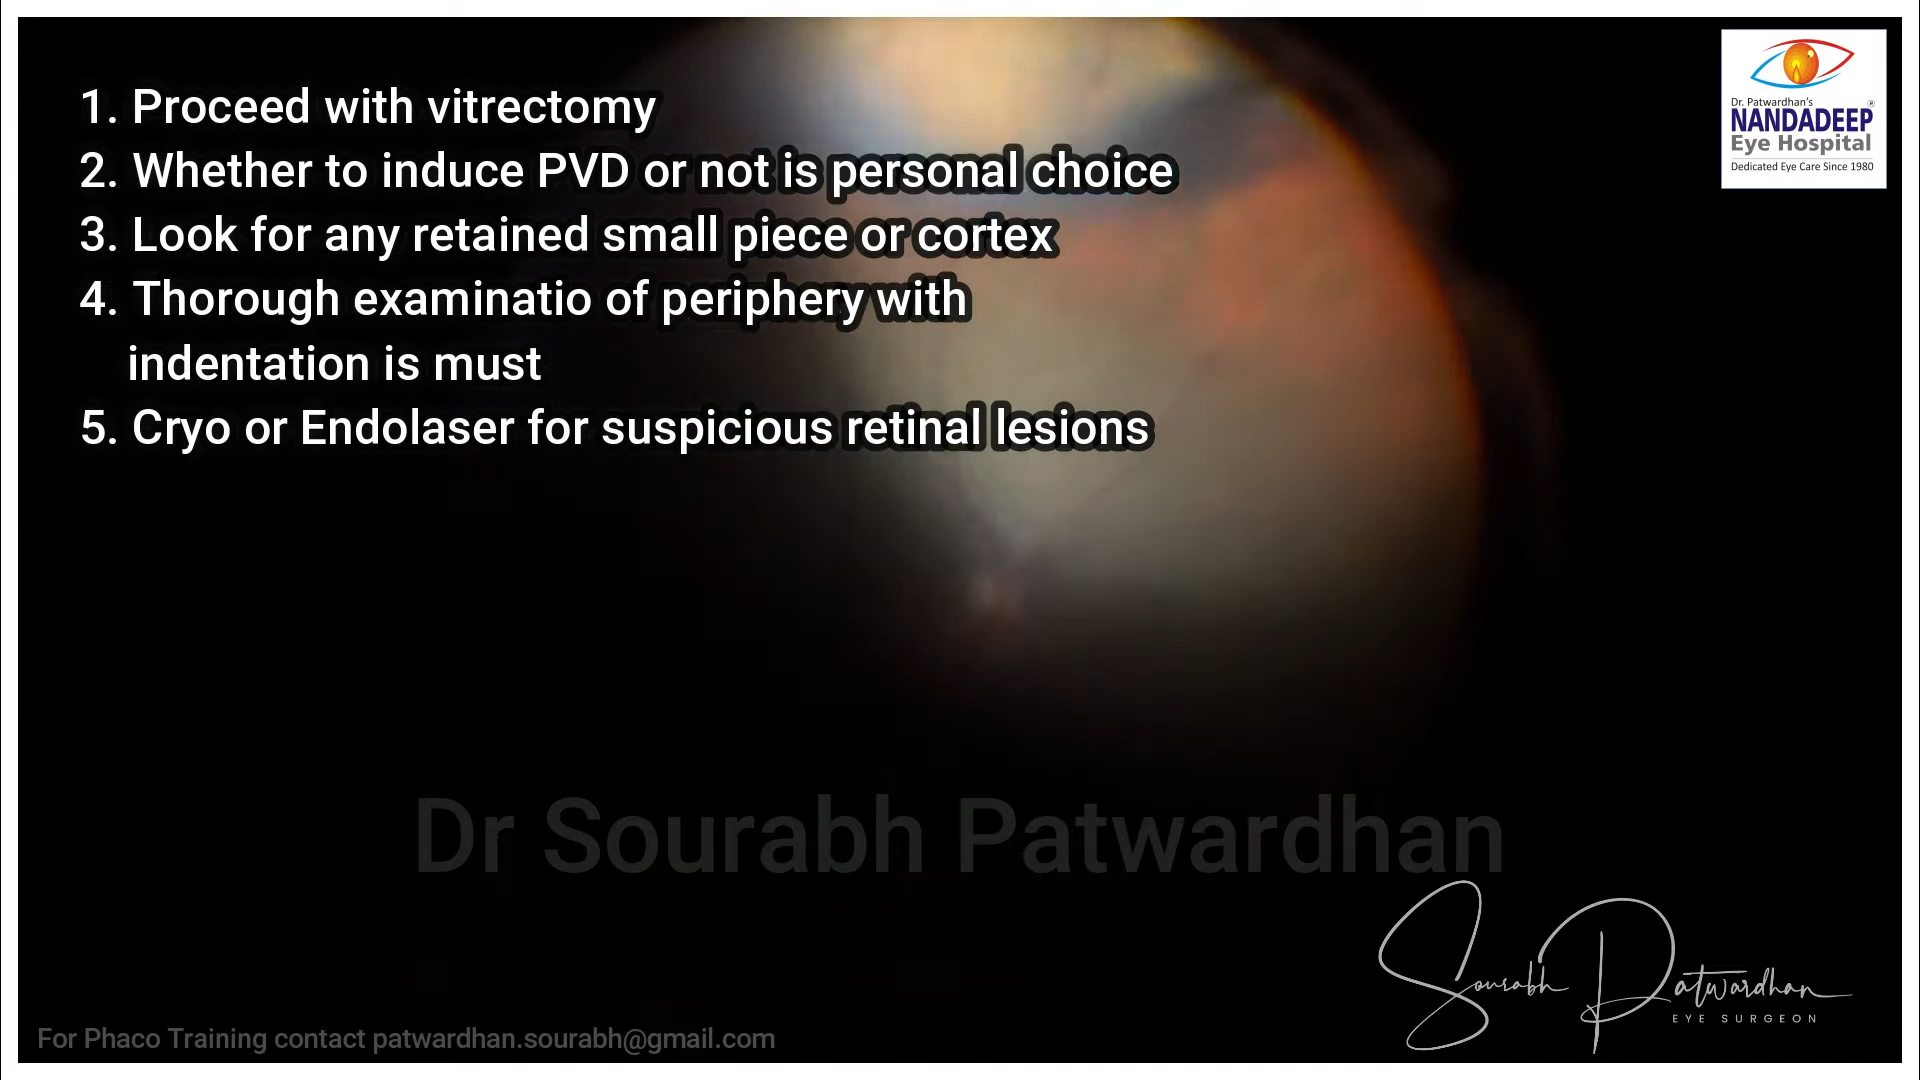 1. Proceed with vitrectomy
2. Whether to induce PVD or not is personal choice
3. Look for any retained small piece or cortex
4. Thorough examinatio of periphery with
indentation is must
5. Cryo or Endolaser for suspicious retinal lesions
Dr. Patwardhan's
NANDADEEP®
Eye Hospital
Dedicated Eye Care Since 1980
Dr Sourabh Patwardhan
Sourabh Patwardhan
EYE SURGEON
For Phaco Training contact patwardhan.sourabh@gmail.com